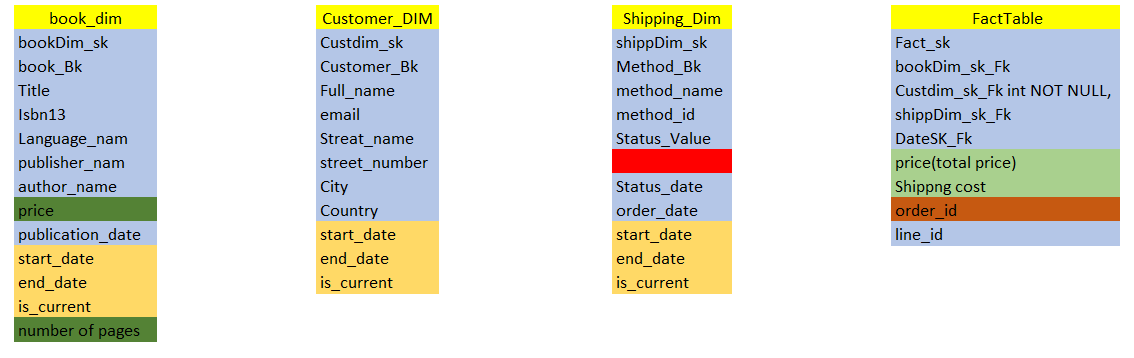 book_dim
bookDim_sk
book_Bk
Title
Isbn13
Language_nam
publisher_nam
author_name
price
publication_date
start_date
end_date
is_current
number of pages
Customer_DIM
Custdim_sk
Customer_Bk
Full_name
email
Streat_name
street_number
City
Country
start_date
end_date
is_current
Shipping_Dim
shippDim_sk
Method_Bk
method_name
method_id
Status_Value
Status_date
order_date
start_date
end_date
is_current
FactTable
Fact_sk
bookDim_sk_Fk
Custdim_sk_Fk int NOT NULL,
shippDim_sk_Fk
DateSK_Fk
price(total price)
Shippng cost
order_id
line_id